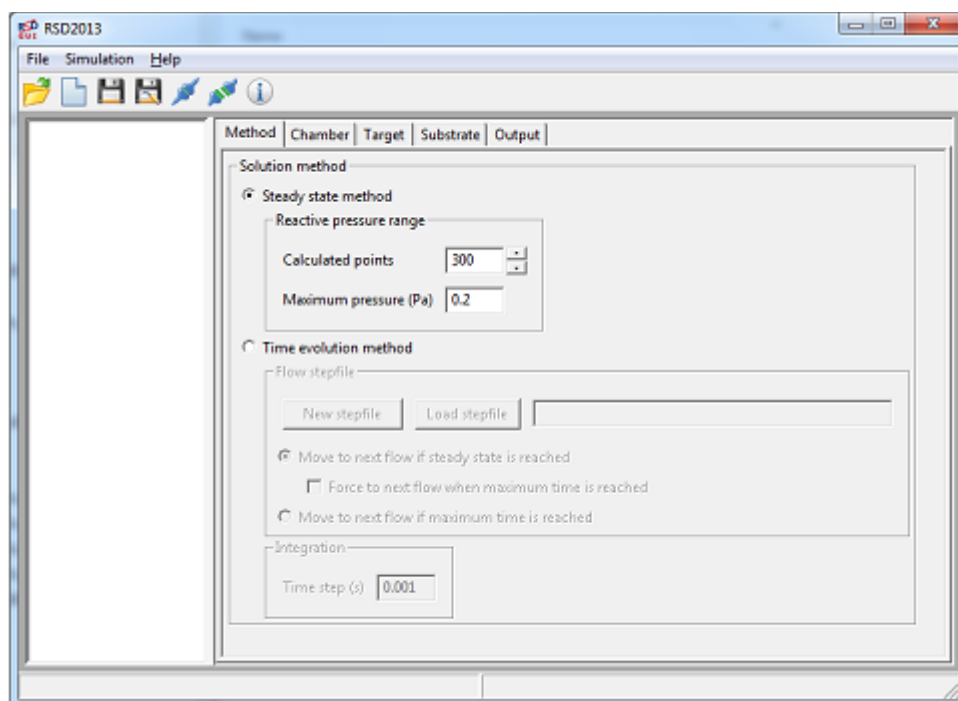 RSD2013
File Simulation Help
Method Chamber Target Substrate Output
Solution method
Steady state method
Reactive pressure range
Calculated points 300
Maximum pressure (Pa) 0.2
Time evolution method
Flow stepfile
New stepfile Load stepfile
Move to next flow if steady state is reached
Force to next flow when maximum time is reached
Move to next flow if maximum time is reached
Integration
Time step (s) 0.001